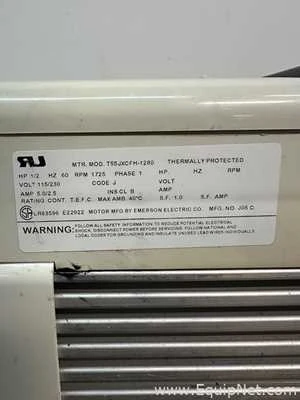 MTR. MOD. T55JXCFH-1280 THERMALLY PROTECTED
HP 1/2 HZ 60 RPM 1725 PHASE 1 HP. HZ RPM
VOLT 115/230 CODE J VOLT
AMP 5.0/2.5 INS CL B AMP
RATING CONT. T.E.F.C. MAX AMB. 40°C S.F. 1.0 S.F. AMP
LR63596 E22922 MOTOR MFG BY EMERSON ELECTRIC CO. MFG. NO. J06 C
WARNING: FOLLOWING SAFETY INFORMATION TO REDUCE POTENTIAL ELECTRICAL
SHOCK. DISCONNECT POWER BEFORE SERVICING. FOLLOW NATIONAL AND
LOCAL CODES FOR GROUNDING AND INSULATE UNUSED LEAD WIRES INDIVIDUALLY.
www.EquipNet.com